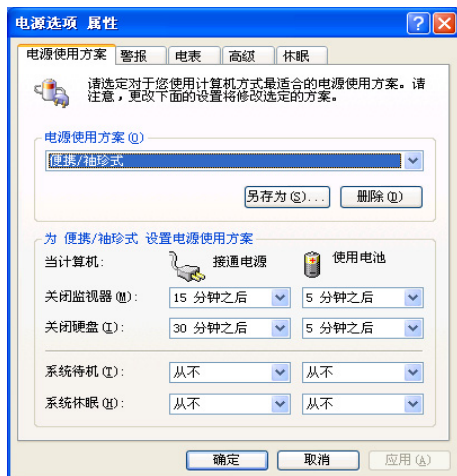 电源选项 属性
电源使用方案 警报 电表 高级 休眠
请选定对于您使用计算机方式最适合的电源使用方案。请
注意，更改下面的设置将修改选定的方案。
电源使用方案(O)
便携/袖珍式
另存为(S)... 删除(D)
为 便携/袖珍式 设置电源使用方案
当计算机: 接通电源 使用电池
关闭监视器(M): 15 分钟之后 5 分钟之后
关闭硬盘(I): 30 分钟之后 5 分钟之后
系统待机(T): 从不 从不
系统休眠(H): 从不 从不
确定 取消 应用(A)